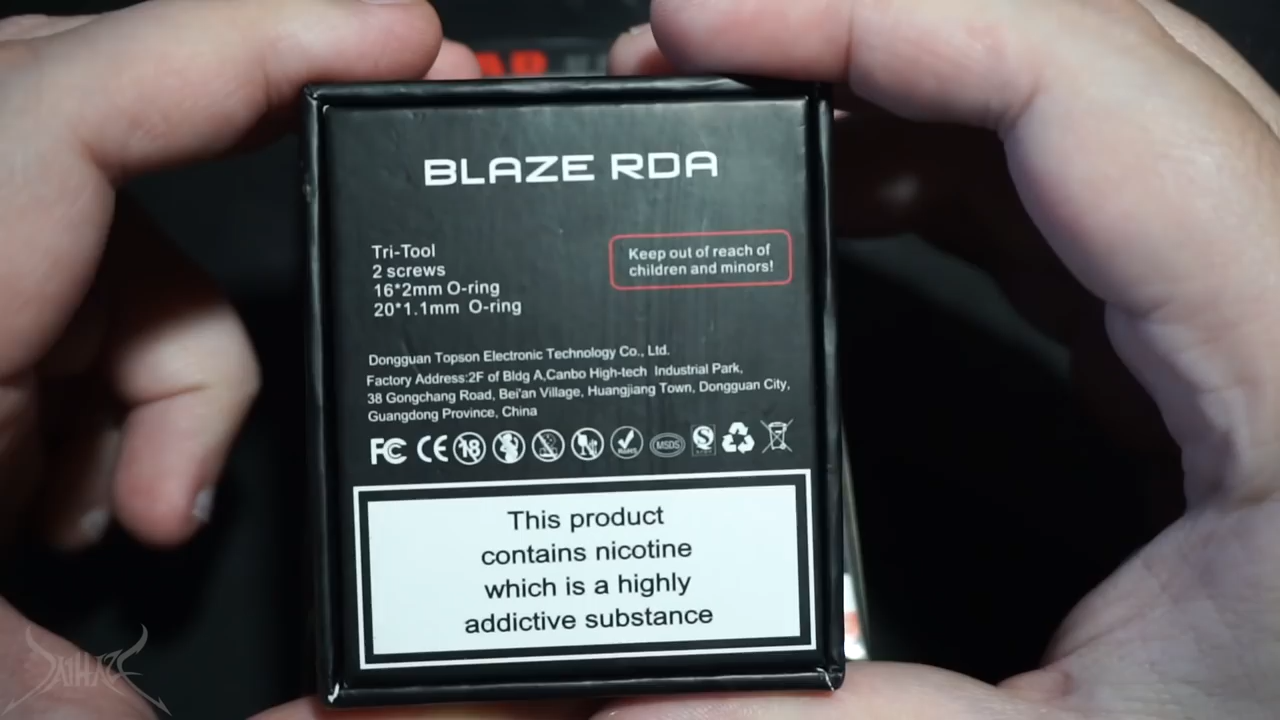 BLAZE RDA
Tri-Tool
2 screws
16*2mm O-ring
20*1.1mm O-ring
Keep out of reach of
children and minors!
Dongguan Topson Electronic Technology Co., Ltd.
Factory Address:2F of Bldg A,Canbo High-tech Industrial Park,
38 Gongchang Road, Bei'an Village, Huangjiang Town, Dongguan City,
Guangdong Province, China
FC CE 18 MSDS
This product
contains nicotine
which is a highly
addictive substance